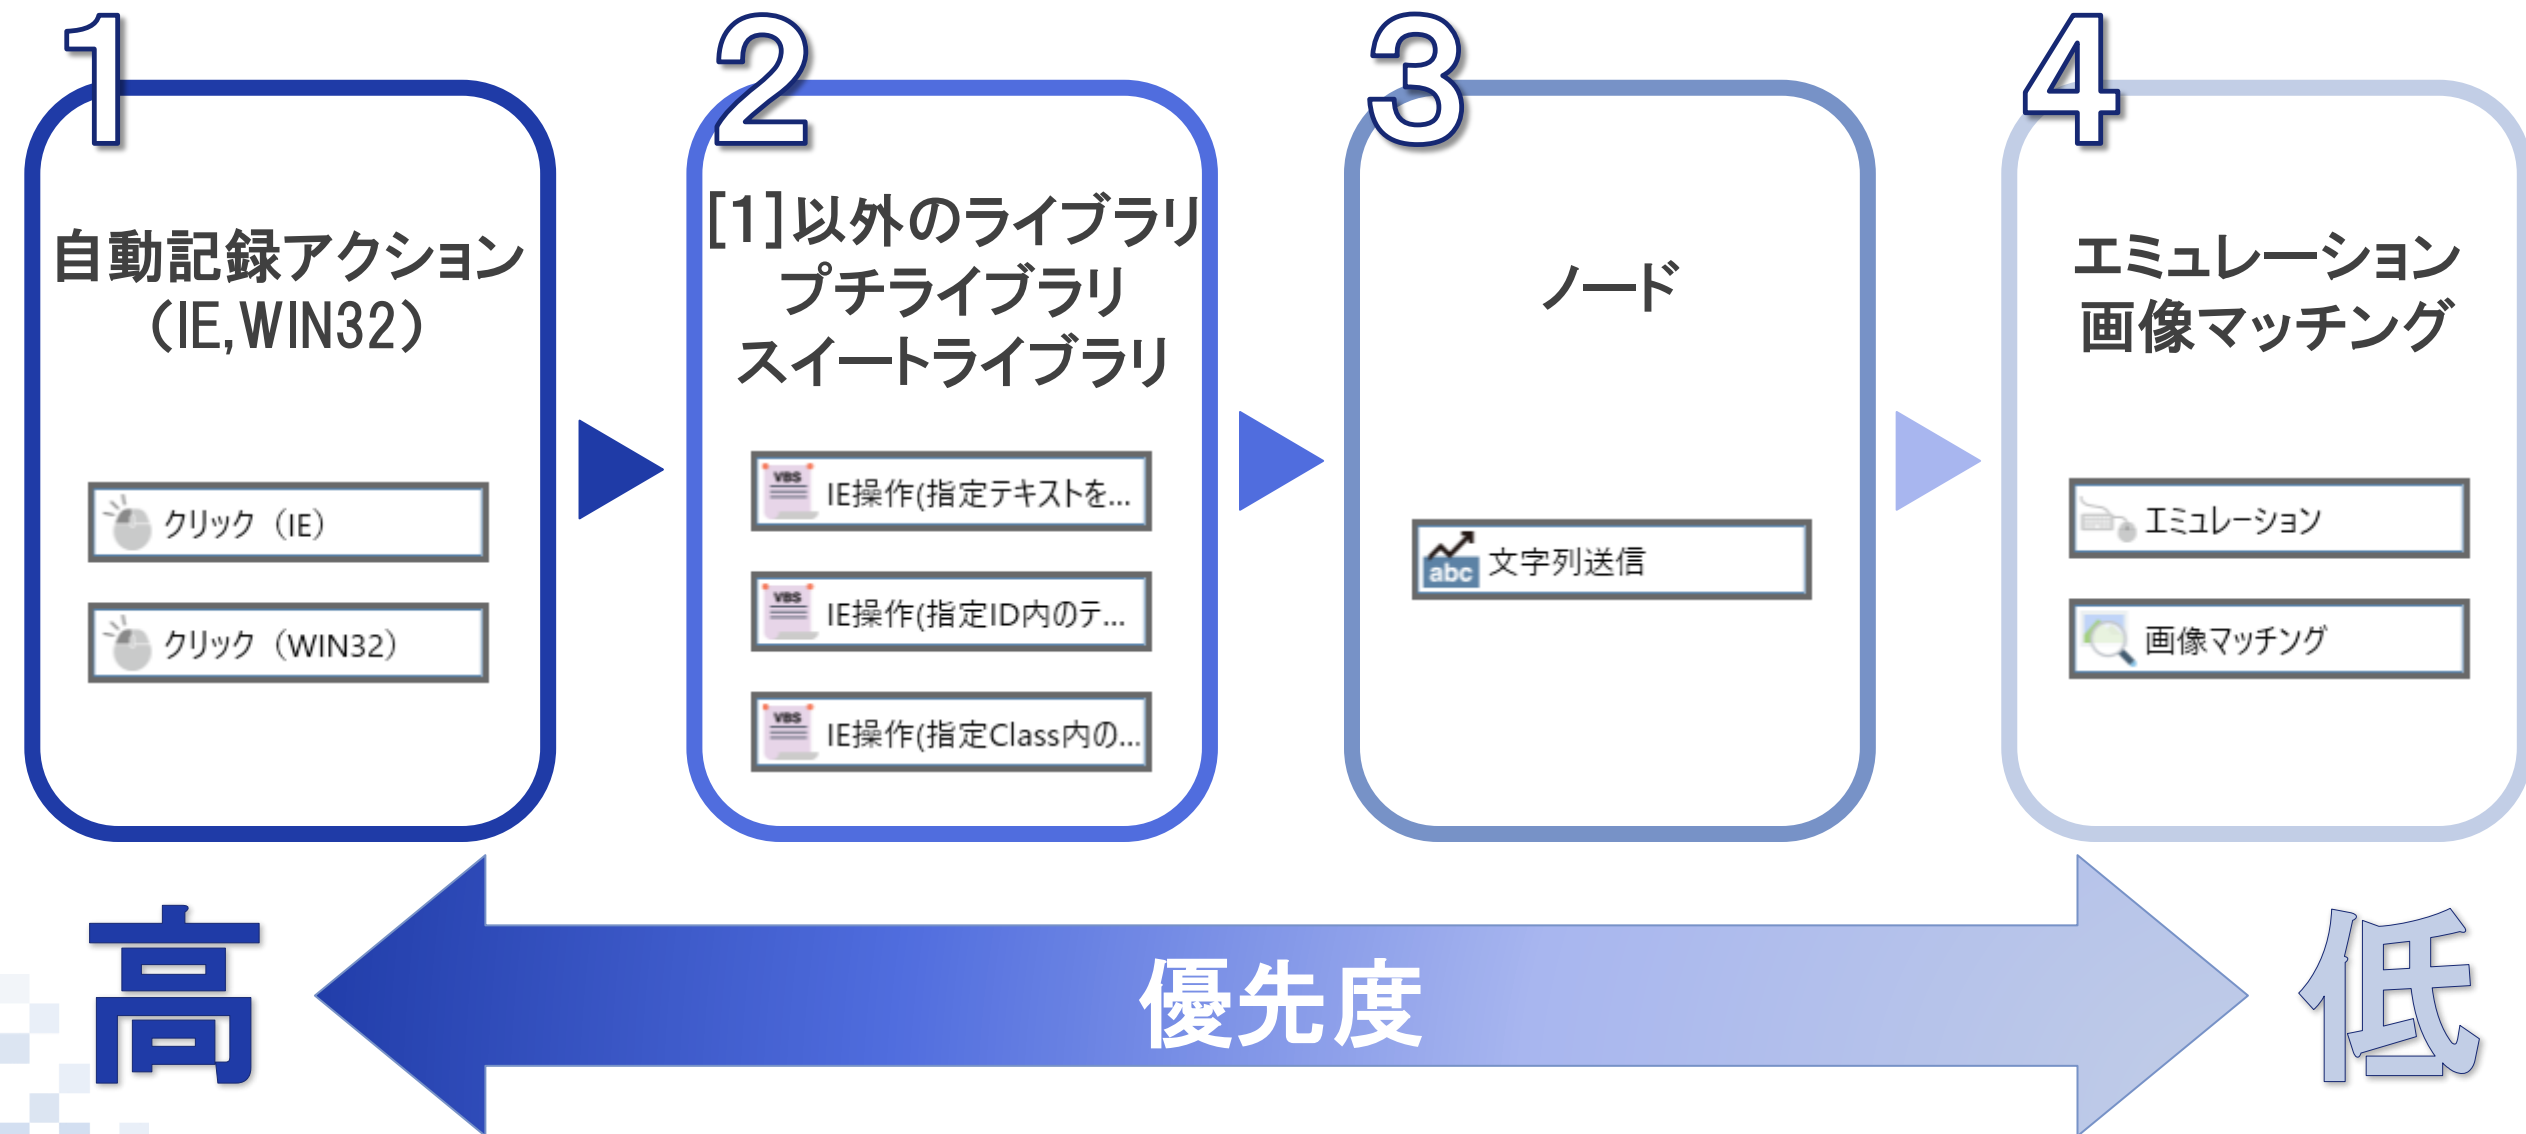 1
自動記録アクション
（IE,WIN32）
クリック（IE）
クリック（WIN32）
2
[1]以外のライブラリ
プチライブラリ
スイートライブラリ
VBS
IE操作(指定テキストを...
VBS
IE操作(指定ID内のテ...
VBS
IE操作(指定Class内の...
3
ノード
abc
文字列送信
4
エミュレーション
画像マッチング
エミュレーション
画像マッチング
高
優先度
低